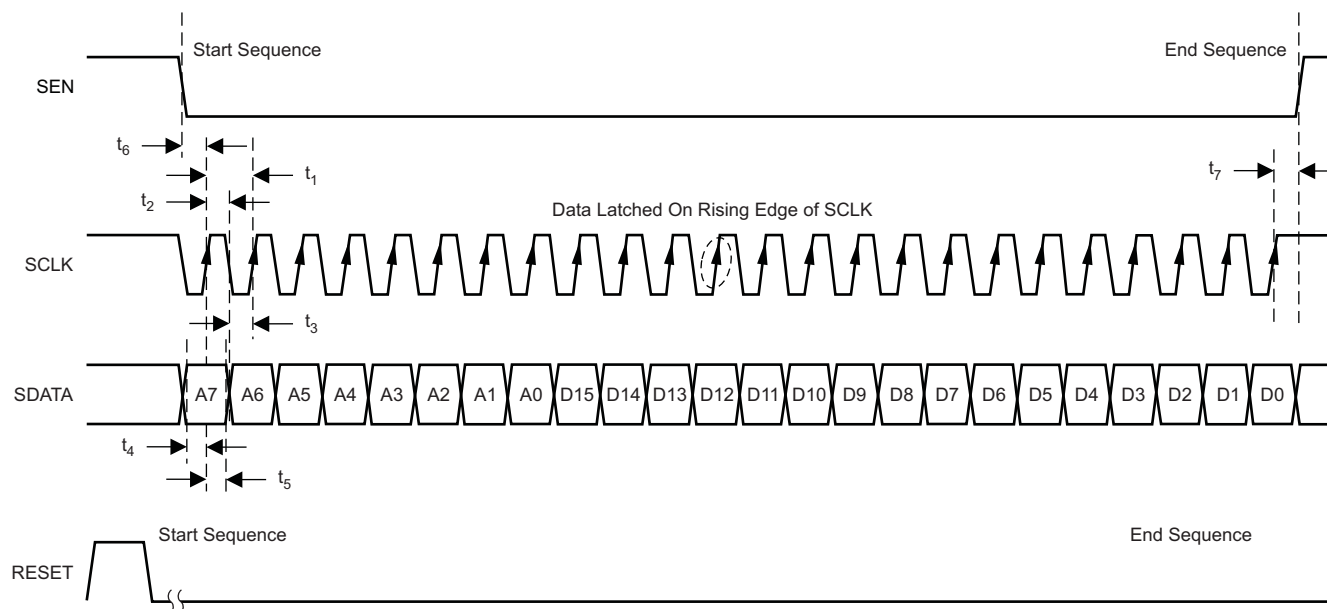 Start Sequence
End Sequence
SEN
t6
t1
t7
t2
Data Latched On Rising Edge of SCLK
SCLK
t3
SDATA
A7 A6 A5 A4 A3 A2 A1 A0 D15 D14 D13 D12 D11 D10 D9 D8 D7 D6 D5 D4 D3 D2 D1 D0
t4
t5
Start Sequence
End Sequence
RESET